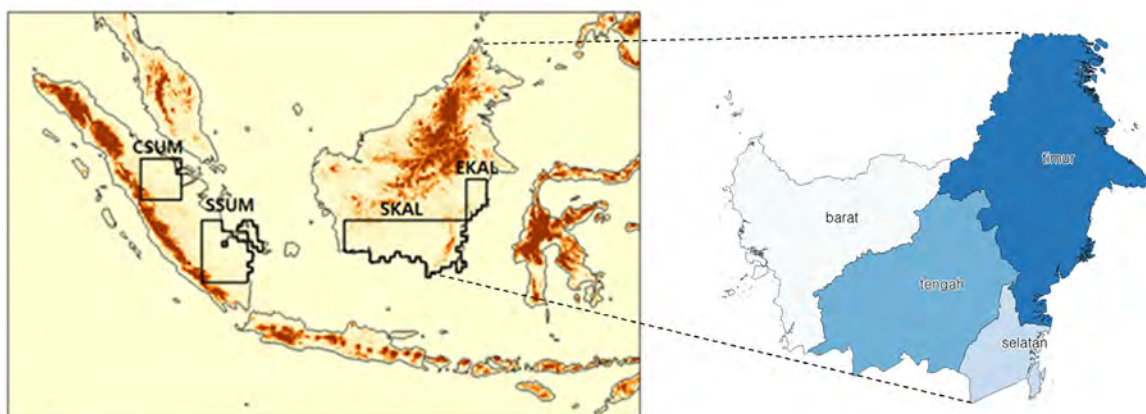 CSUM
SSUM
SKAL
EKAL
timur
barat
tengah
selatan